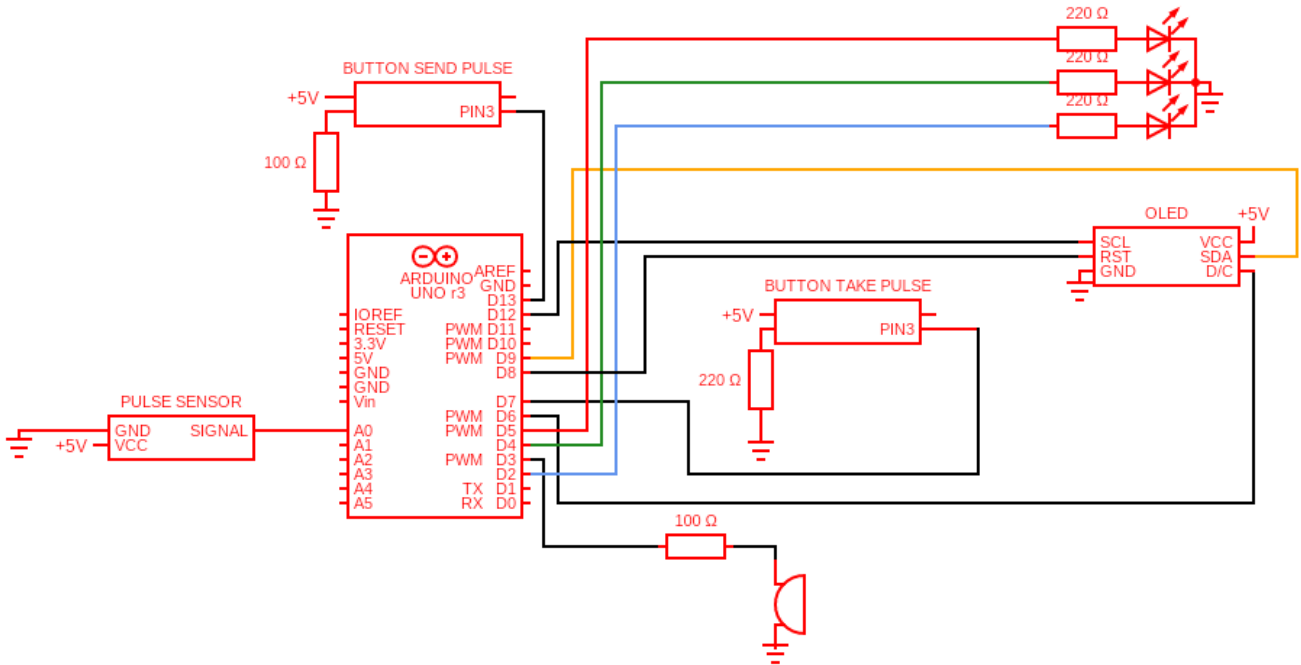 220 Ω
220 Ω
220 Ω
BUTTON SEND PULSE
+5V
PIN3
100 Ω
OLED
+5V
SCL VCC
RST SDA
GND D/C
ARDUINO
UNO r3
AREF
GND
D13
D12
IOREF
RESET PWM D11
3.3V PWM D10
5V PWM D9
GND D8
GND
Vin D7
PWM D6
A0 PWM D5
A1 D4
A2 PWM D3
A3 D2
A4 TX D1
A5 RX D0
BUTTON TAKE PULSE
+5V
PIN3
220 Ω
PULSE SENSOR
GND SIGNAL
+5V VCC
100 Ω